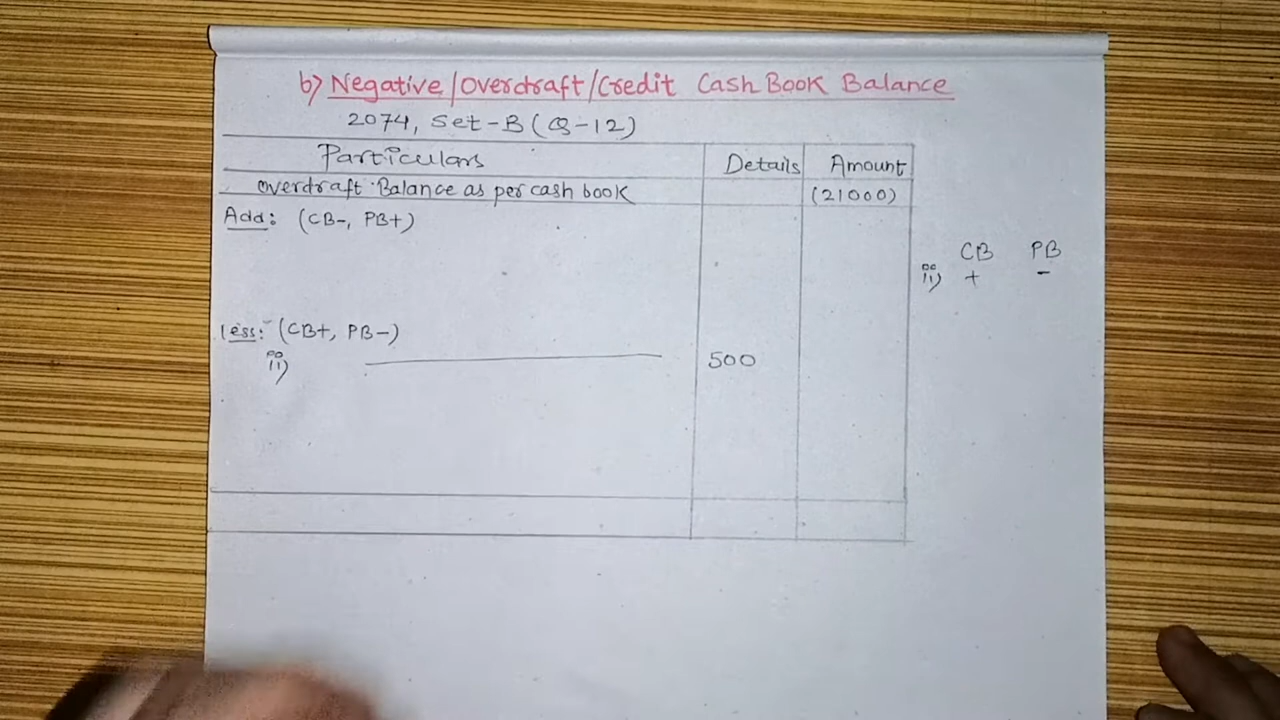 b) Negative/Overdraft/Credit Cash Book Balance
2074, Set-B (Q-12)
Particulars Details Amount
overdraft Balance as per cash book (21000)
Add: (CB-, PB+)
CB PB
ii) + -
Less: (CB+, PB-)
ii) 500